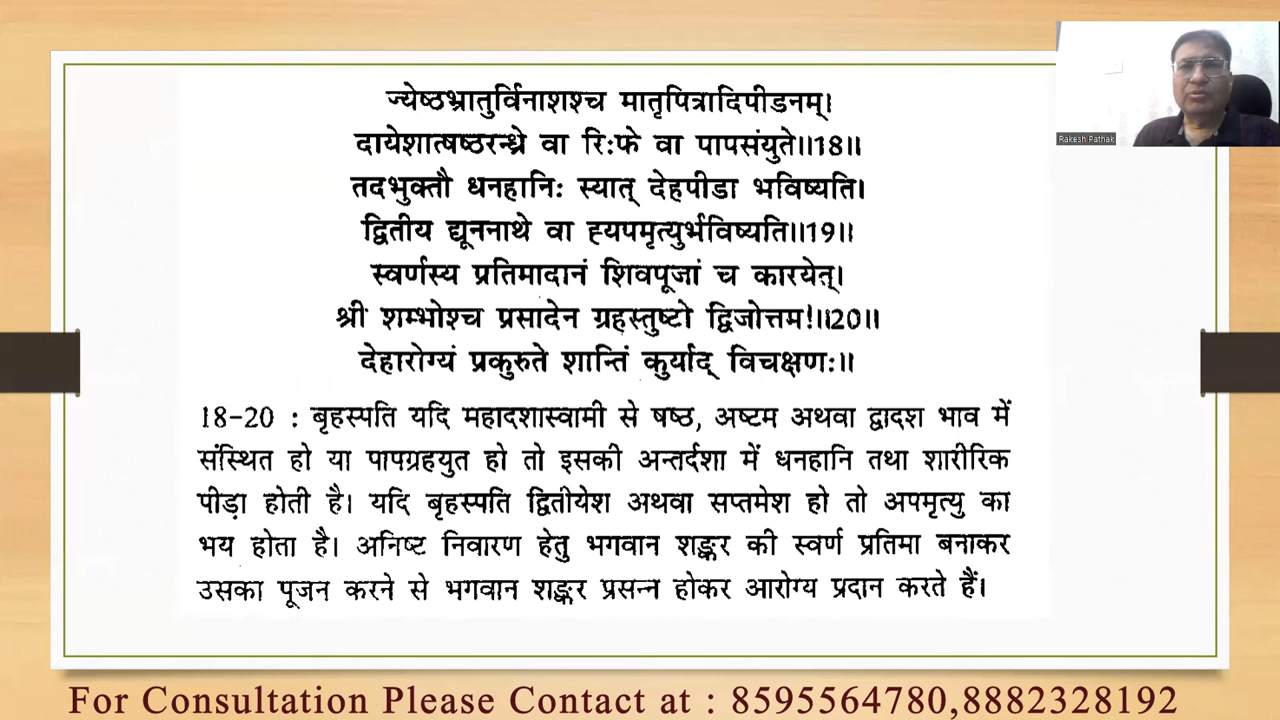 ज्येष्ठभ्रातुर्विनाशश्च मातृपित्रादिपीडनम्।
दायेशात्षष्ठरन्ध्रे वा रिःफे वा पापसंयुते॥18॥
तदभुक्तौ धनहानिः स्यात् देहपीडा भविष्यति।
द्वितीय द्यूननाथे वा ह्यपमृत्युर्भविष्यति॥19॥
स्वर्णस्य प्रतिमादानं शिवपूजां च कारयेत्।
श्री शम्भोश्च प्रसादेन ग्रहस्तुष्टो द्विजोत्तम!॥20॥
देहारोग्यं प्रकुरुते शान्तिं कुर्याद् विचक्षणः॥
18-20 : बृहस्पति यदि महादशास्वामी से षष्ठ, अष्टम अथवा द्वादश भाव में
संस्थित हो या पापग्रहयुत हो तो इसकी अन्तर्दशा में धनहानि तथा शारीरिक
पीड़ा होती है। यदि बृहस्पति द्वितीयेश अथवा सप्तमेश हो तो अपमृत्यु का
भय होता है। अनिष्ट निवारण हेतु भगवान शङ्कर की स्वर्ण प्रतिमा बनाकर
उसका पूजन करने से भगवान शङ्कर प्रसन्न होकर आरोग्य प्रदान करते हैं।
Rakesh Pathak
For Consultation Please Contact at : 8595564780,8882328192